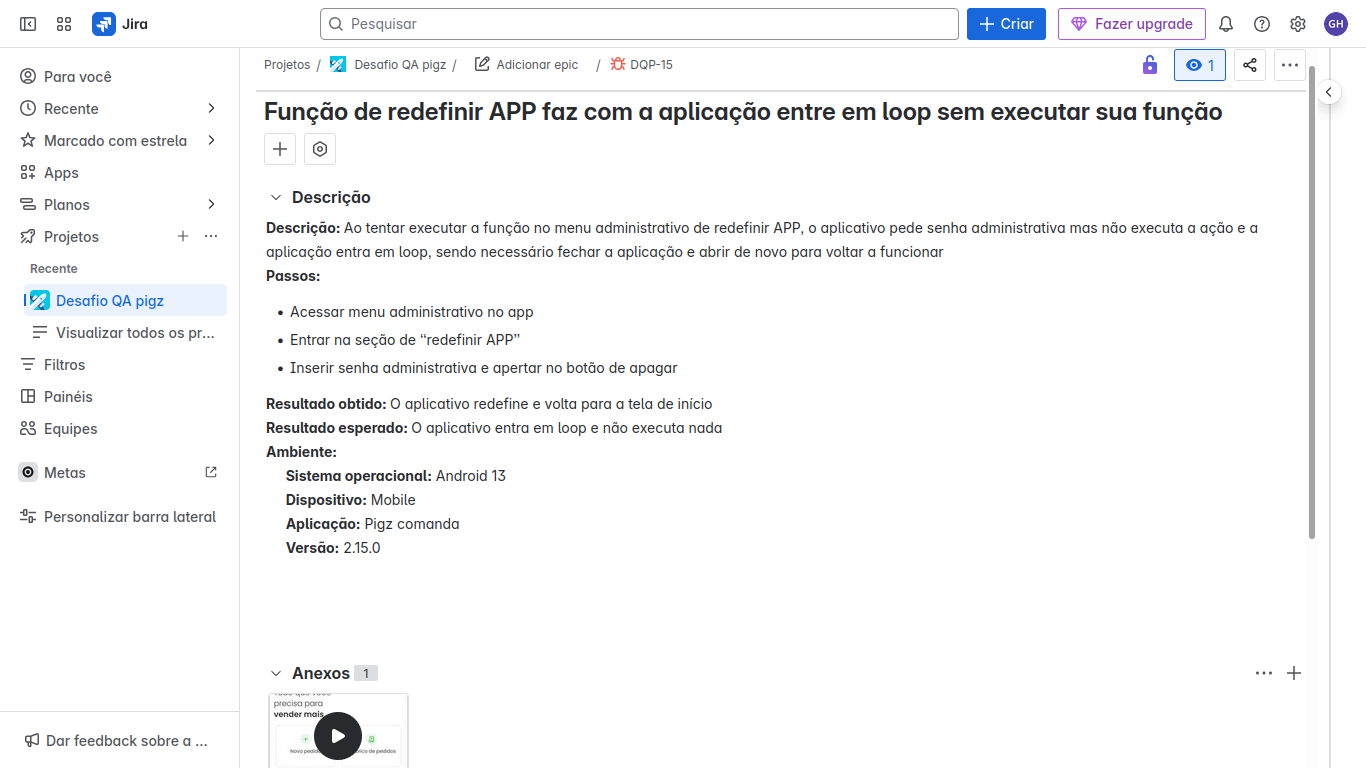 Jira
Pesquisar
Criar
Fazer upgrade
GH
Para você
Recente
Marcado com estrela
Apps
Planos
Projetos
Recente
Desafio QA pigz
Visualizar todos os pr...
Filtros
Painéis
Equipes
Metas
Personalizar barra lateral
Dar feedback sobre a ...
Projetos / Desafio QA pigz / Adicionar epic / DQP-15
1
Função de redefinir APP faz com a aplicação entre em loop sem executar sua função
Descrição
Descrição: Ao tentar executar a função no menu administrativo de redefinir APP, o aplicativo pede senha administrativa mas não executa a ação e a
aplicação entra em loop, sendo necessário fechar a aplicação e abrir de novo para voltar a funcionar
Passos:
• Acessar menu administrativo no app
• Entrar na seção de “redefinir APP”
• Inserir senha administrativa e apertar no botão de apagar
Resultado obtido: O aplicativo redefine e volta para a tela de início
Resultado esperado: O aplicativo entra em loop e não executa nada
Ambiente:
Sistema operacional: Android 13
Dispositivo: Mobile
Aplicação: Pigz comanda
Versão: 2.15.0
Anexos 1
precisa para
vender mais